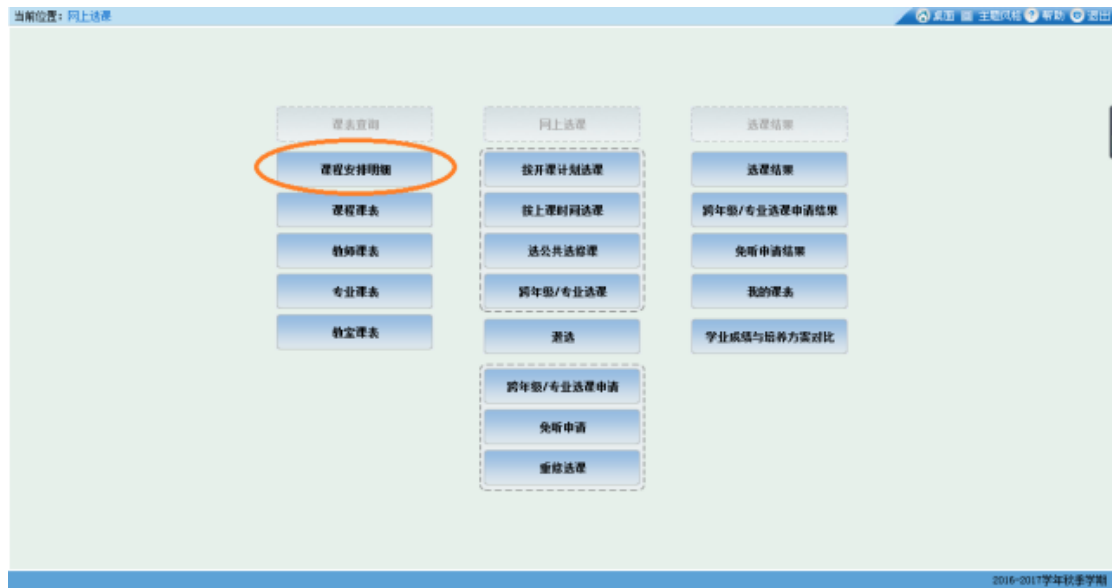 当前位置：网上选课
桌面 主题风格 帮助 退出
课表查询
课程安排明细
课程课表
教师课表
专业课表
教室课表
网上选课
按开课计划选课
按上课时间选课
选公共选修课
跨年级/专业选课
退选
跨年级/专业选课申请
免听申请
重修选课
选课结果
选课结果
跨年级/专业选课申请结果
免听申请结果
我的课表
学业成绩与培养方案对比
2016-2017学年秋季学期